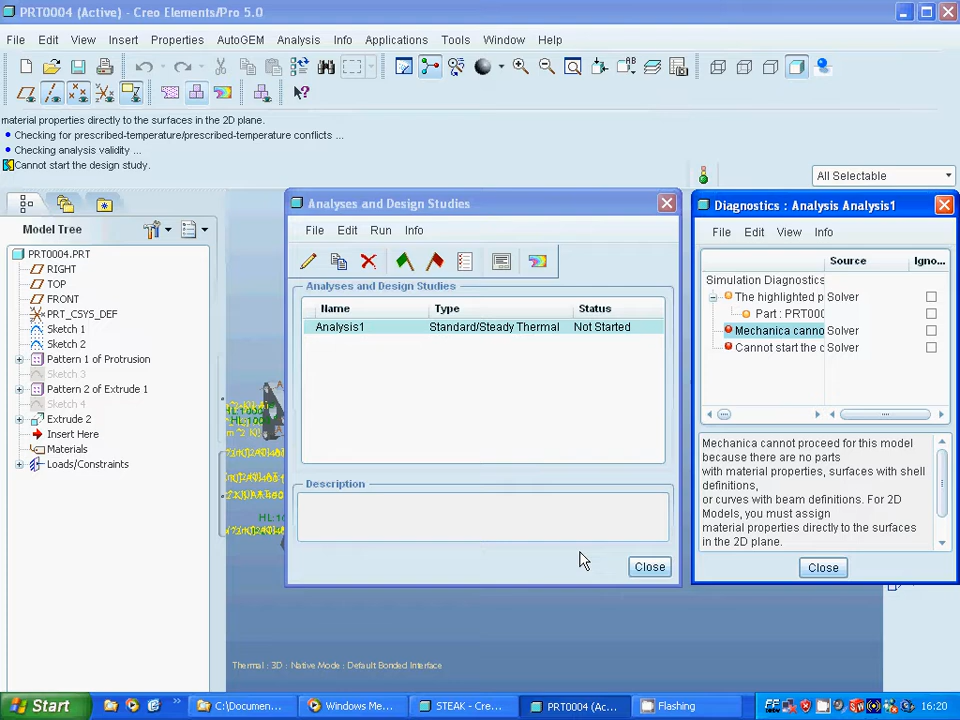 PRT0004 (Active) - Creo Elements/Pro 5.0
File Edit View Insert Properties AutoGEM Analysis Info Applications Tools Window Help
material properties directly to the surfaces in the 2D plane.
• Checking for prescribed-temperature/prescribed-temperature conflicts ...
• Checking analysis validity ...
Cannot start the design study.
All Selectable
Model Tree
PRT0004.PRT
RIGHT
TOP
FRONT
PRT_CSYS_DEF
Sketch 1
Sketch 2
Pattern 1 of Protrusion
Sketch 3
Pattern 2 of Extrude 1
Sketch 4
Extrude 2
Insert Here
Materials
Loads/Constraints
Analyses and Design Studies
File Edit Run Info
Analyses and Design Studies
Name Type Status
Analysis1 Standard/Steady Thermal Not Started
Description
Close
Diagnostics : Analysis Analysis1
File Edit View Info
Source Igno...
Simulation Diagnostics
The highlighted p Solver
Part : PRT000
Mechanica canno Solver
Cannot start the c Solver
Mechanica cannot proceed for this model
because there are no parts
with material properties, surfaces with shell
definitions,
or curves with beam definitions. For 2D
Models, you must assign
material properties directly to the surfaces
in the 2D plane.
Close
Thermal : 3D : Native Mode : Default Bonded Interface
Start
C:\Documen...
Windows Me...
STEAK - Cre...
PRT0004 (Ac...
Flashing
16:20